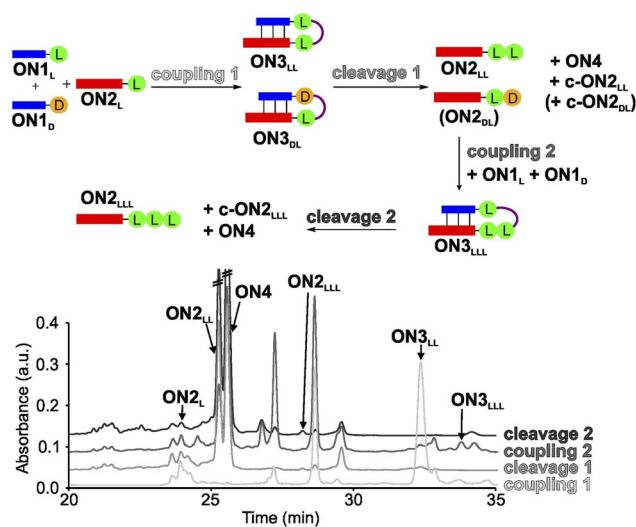 L
ON1L
+
D
ON1D
+
L
ON2L
coupling 1
L
L
ON3LL
D
L
ON3DL
cleavage 1
L L
ON2LL
L D
(ON2DL)
+ ON4
+ c-ON2LL
(+ c-ON2DL)
coupling 2
+ ON1L + ON1D
L
L L
ON3LLL
cleavage 2
ON2LLL
L L L
+ c-ON2LLL
+ ON4
Absorbance (a.u.)
0.4
0.3
0.2
0.1
0.0
ON2L
ON2LL
ON4
ON2LLL
ON3LL
ON3LLL
cleavage 2
coupling 2
cleavage 1
coupling 1
20 25 30 35
Time (min)